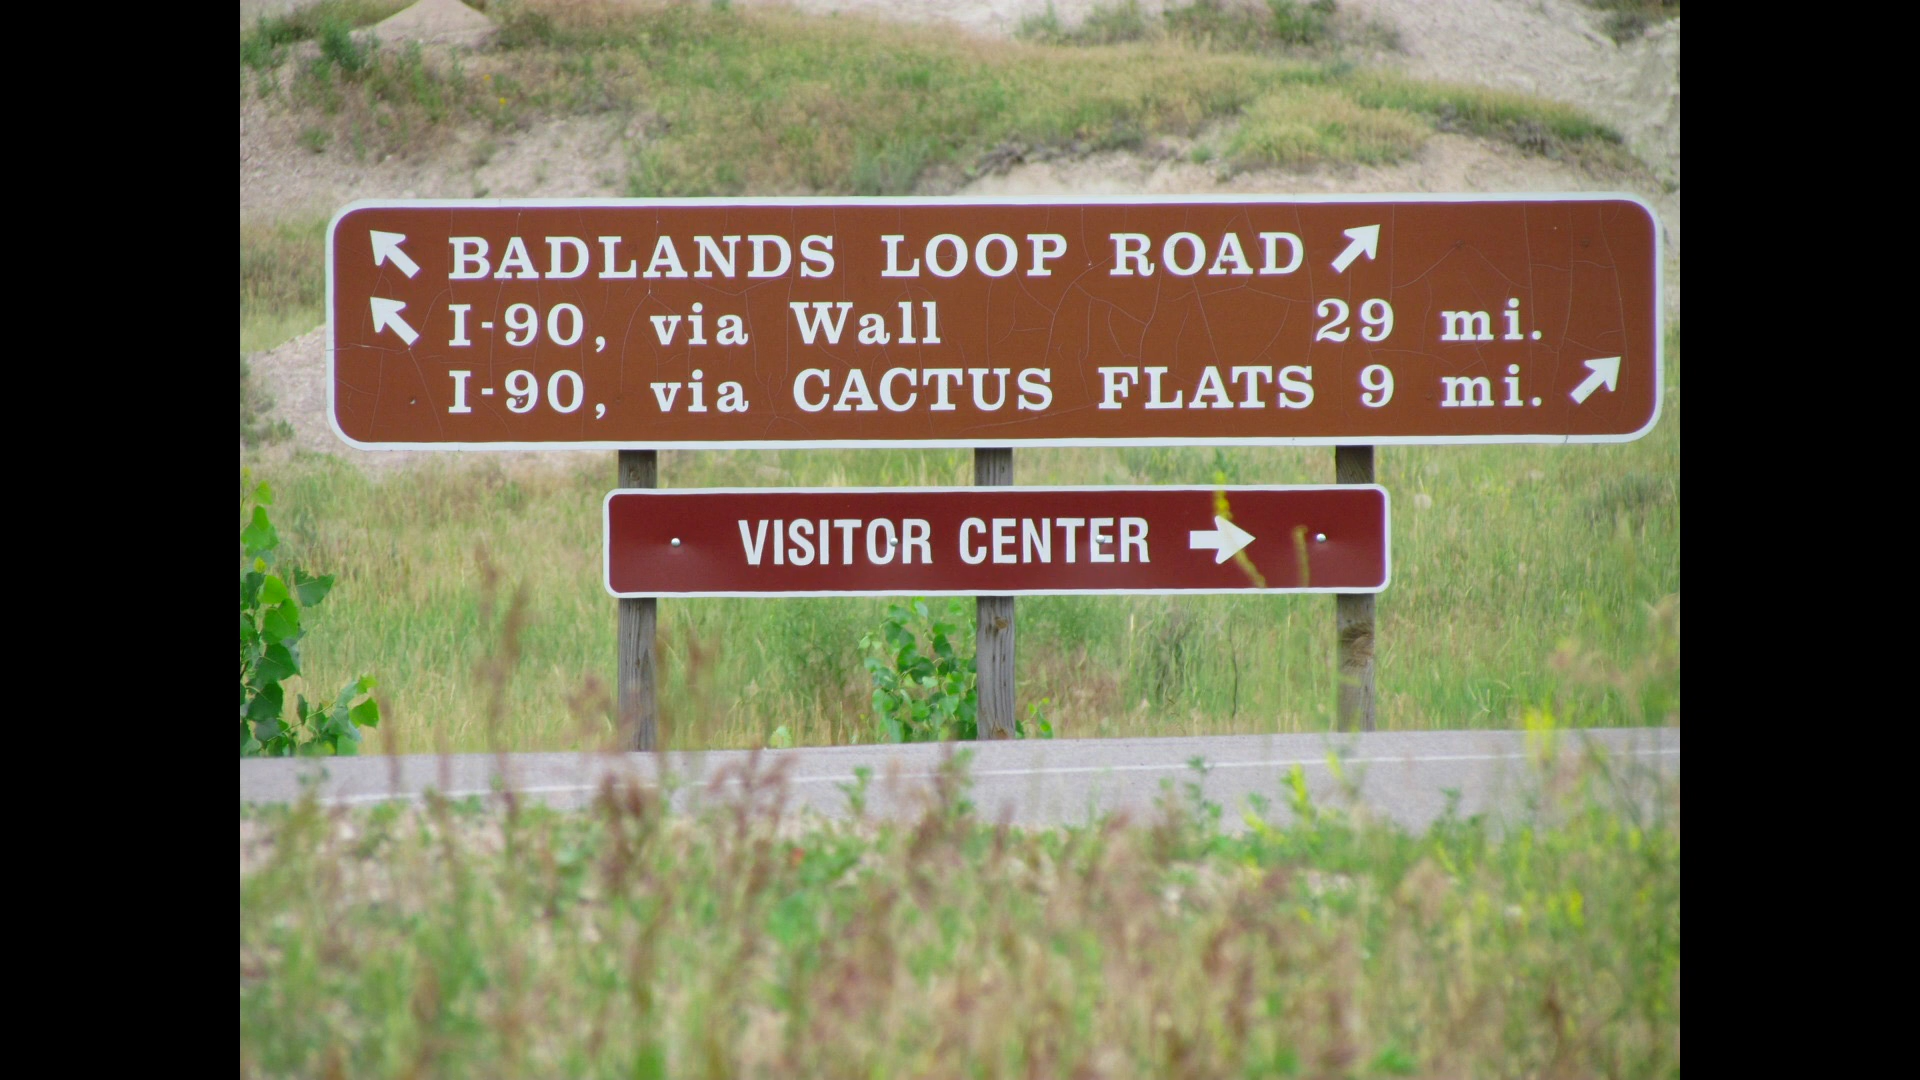 BADLANDS LOOP ROAD
I-90, via Wall 29 mi.
I-90, via CACTUS FLATS 9 mi.
VISITOR CENTER